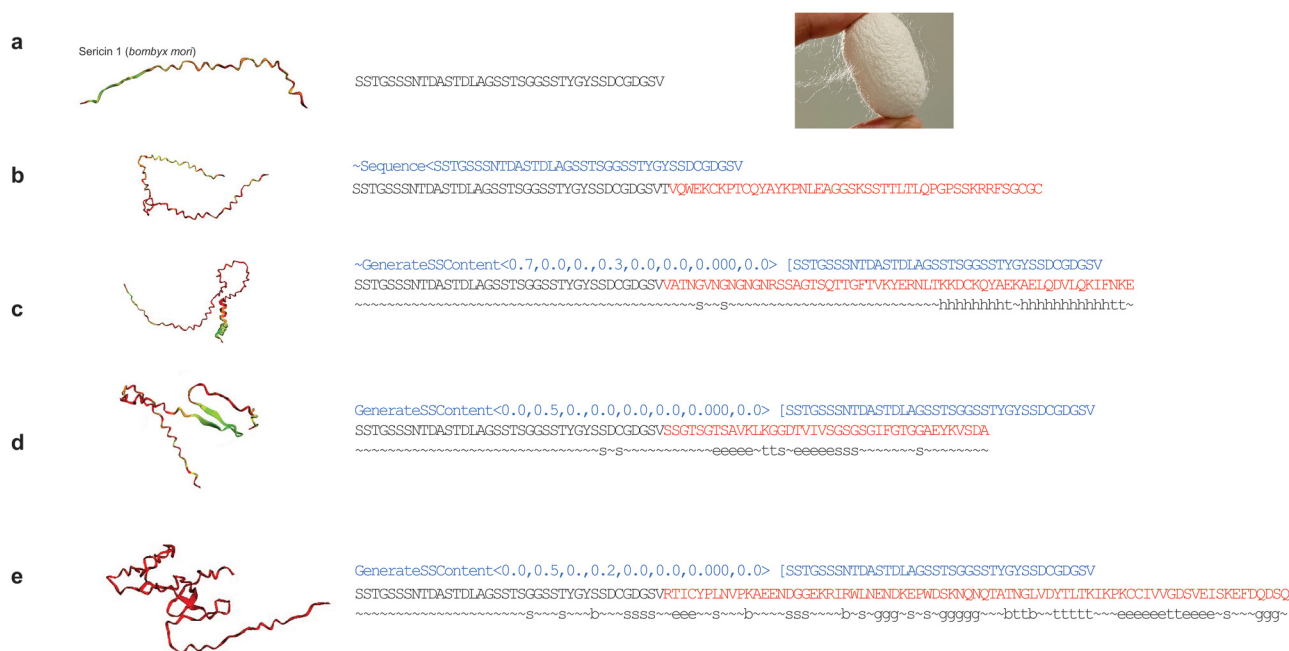 a
Sericin 1 (bombyx mori)
SSTGSSSNTDASTDLAGSSTSGGSSTYGYSSDCGDGSV
b
~Sequence<SSTGSSSNTDASTDLAGSSTSGGSSTYGYSSDCGDGSV
SSTGSSSNTDASTDLAGSSTSGGSSTYGYSSDCGDGSVTVQWEKCKPTCQYAYKPNLEAGGSKSSTTLTLQPGPSSKRRFSGCGC
c
~GenerateSSContent<0.7,0.0,0.,0.3,0.0,0.0,0.000,0.0> [SSTGSSSNTDASTDLAGSSTSGGSSTYGYSSDCGDGSV
SSTGSSSNTDASTDLAGSSTSGGSSTYGYSSDCGDGSVVATNGVNGNGNGNRSSAGTSQTTGFTVKYERNLTKKDCKQYAEKAELQDVLQKIFNKE
~~~~~~~~~~~~~~~~~~~~~~~~~~~~~~~~~~~~~~~~~~s~~s~~~~~~~~~~~~~~~~~~~~~~~~~~hhhhhhhht~hhhhhhhhhhhtt~
d
GenerateSSContent<0.0,0.5,0.,0.0,0.0,0.0,0.000,0.0> [SSTGSSSNTDASTDLAGSSTSGGSSTYGYSSDCGDGSV
SSTGSSSNTDASTDLAGSSTSGGSSTYGYSSDCGDGSVSSGTSGTSAVKLKGGDTVIVSGSGSGIFGTGGAEYKVSDA
~~~~~~~~~~~~~~~~~~~~~~~~~~~~~~s~s~~~~~~~~~~~eeeee~tts~eeeeesss~~~~~~~s~~~~~~~~
e
GenerateSSContent<0.0,0.5,0.,0.2,0.0,0.0,0.000,0.0> [SSTGSSSNTDASTDLAGSSTSGGSSTYGYSSDCGDGSV
SSTGSSSNTDASTDLAGSSTSGGSSTYGYSSDCGDGSVRTICYPLNVPKAEENDGGEKRIRWLNENDKEPWDSKNQNQTATNGLVDYTLTKIKPKCCIVVGDSVEISKEFDQDSQ
~~~~~~~~~~~~~~~~~~~~~s~~~s~~~b~~~ssss~~eee~~s~~~b~~~~sss~~~~b~s~ggg~s~s~ggggg~~~bttb~~ttttt~~~eeeeeetteeee~s~~~ggg~